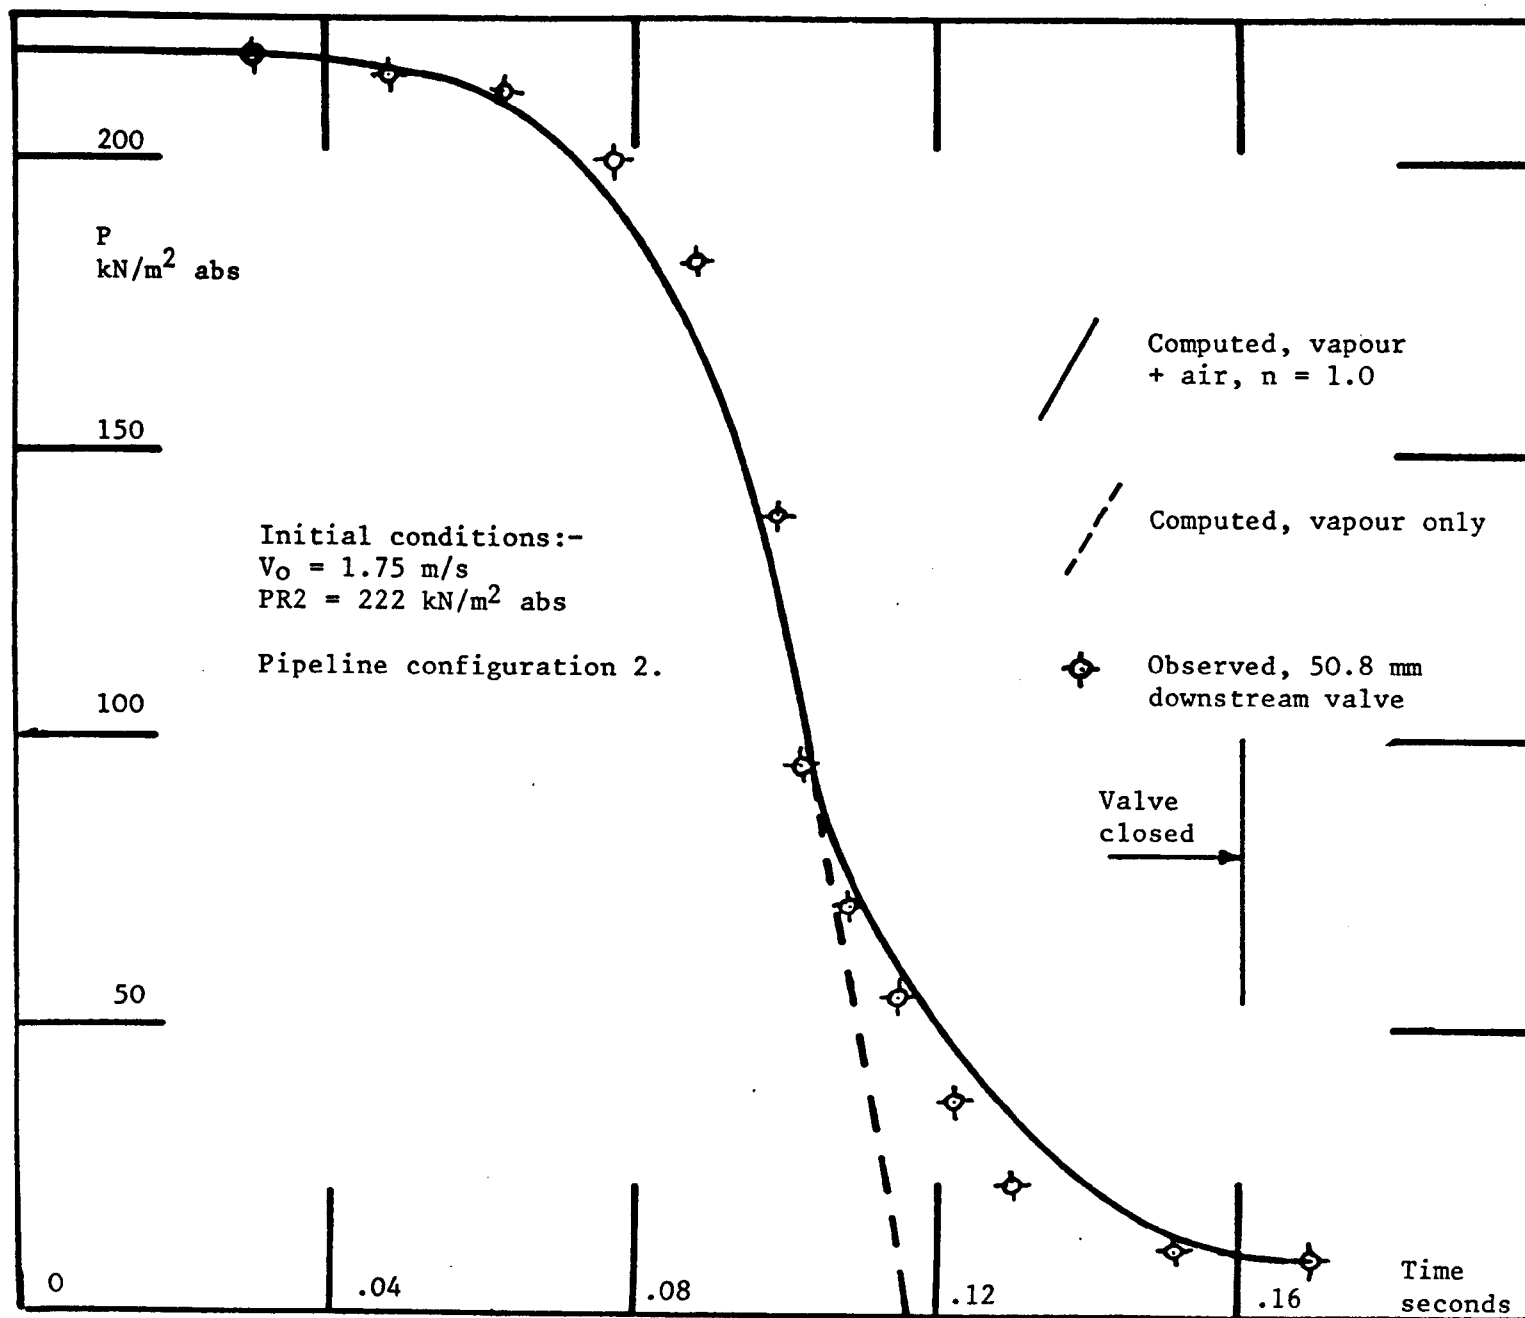 200
P
kN/m² abs
150
Initial conditions:-
Vo = 1.75 m/s
PR2 = 222 kN/m² abs
Pipeline configuration 2.
100
50
0
.04
.08
.12
.16
Time
seconds
Computed, vapour
+ air, n = 1.0
Computed, vapour only
Observed, 50.8 mm
downstream valve
Valve
closed